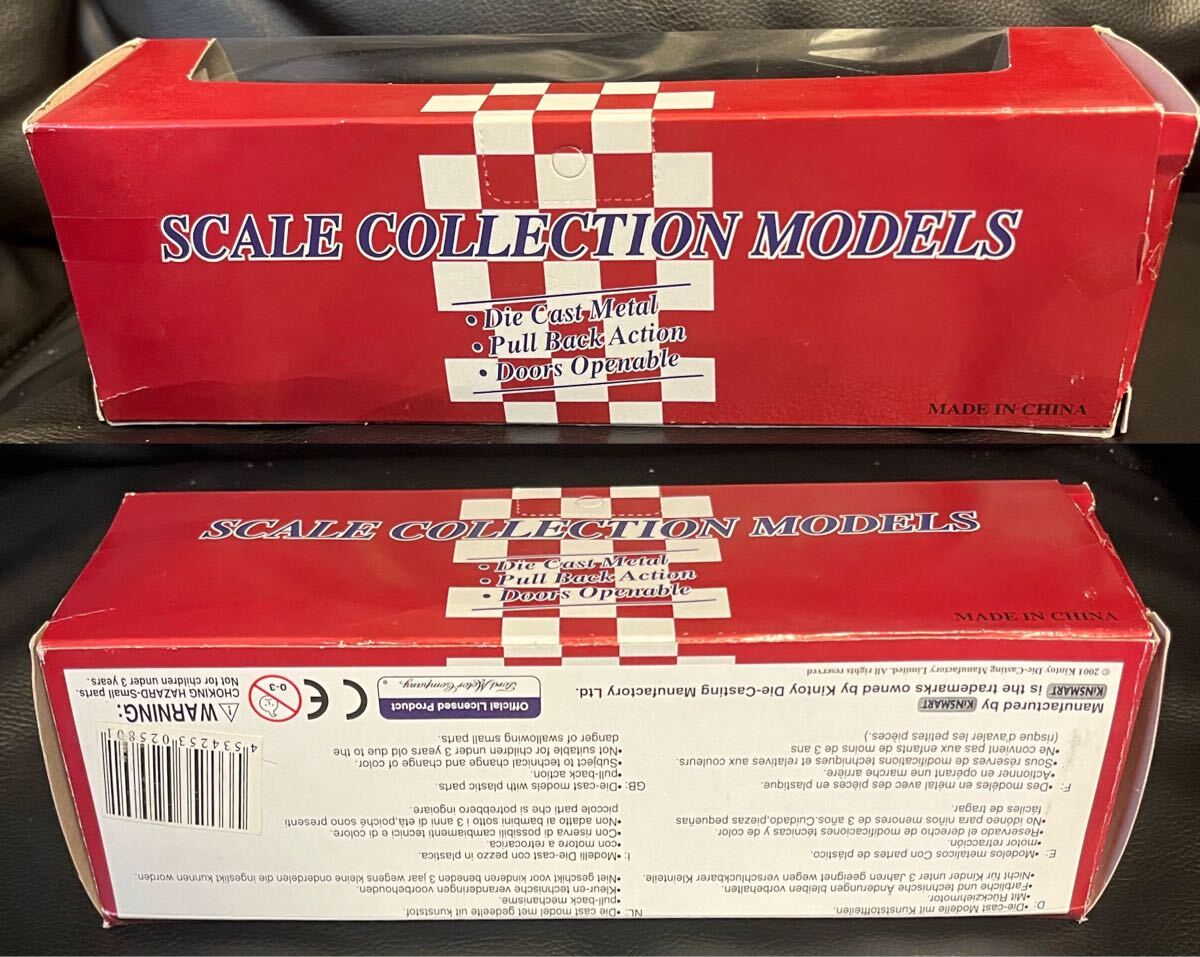 SCALE COLLECTION MODELS
• Die Cast Metal
• Pull Back Action
• Doors Openable
MADE IN CHINA
SCALE COLLECTION MODELS
• Die Cast Metal
• Pull Back Action
• Doors Openable
MADE IN CHINA
D: •Die-cast Modelle mit Kunststoffteilen.
•Mit Rückziehmotor.
•Farbliche und technische Änderungen bleiben vorbehalten.
•Nicht für Kinder unter 3 Jahren geeignet wegen verschluckbarer Kleinteile.
E: •Modelos metalicos Con partes de plástico.
•motor retracción.
•Reservado el derecho de modificaciones técnicas y de color.
•No idóneo para ninos menores de 3 años.Cuidado,piezas pequeñas
fáciles de tragar.
F: •Des modèles en métal avec des pièces en plastique.
•Actionner en opérant une marche arrière.
•Sous réserves de modifications techniques et relatives aux couleurs.
•Ne convient pas aux enfants de moins de 3 ans
(risque d'avaler les petites pièces.)
Manufactured by KiNSMART
KiNSMART is the trademarks owned by Kintoy Die-Casting Manufactory Ltd.
© 2001 Kintoy Die-Casting Manufactory Limited. All rights reserved
NL: •Die cast model met gedeelte uit kunststof.
•pull-back mechanisme.
•Kleur-en technische veranderingen voorbehouden.
•Niet geschikt voor kinderen beneden 3 jaar wegens kleine onderdelen die ingeslikt kunnen worden.
I: •Modelli Die-cast con pezzo in plastica.
•con motore a retrocarica.
•Con riserva di possibili cambiamenti tecnici e di colore.
•Non adatto ai bambini sotto i 3 anni di età,poiché sono presenti
piccole parti che si potrebbero ingoiare.
GB: •Die-cast models with plastic parts.
•pull-back action.
•Subject to technical change and change of color.
•Not suitable for children under 3 years old due to the
danger of swallowing small parts.
Official Licensed Product
Ford Motor Company,
CE
0-3
WARNING:
CHOKING HAZARD-Small parts.
Not for children under 3 years.
4 534253 025801